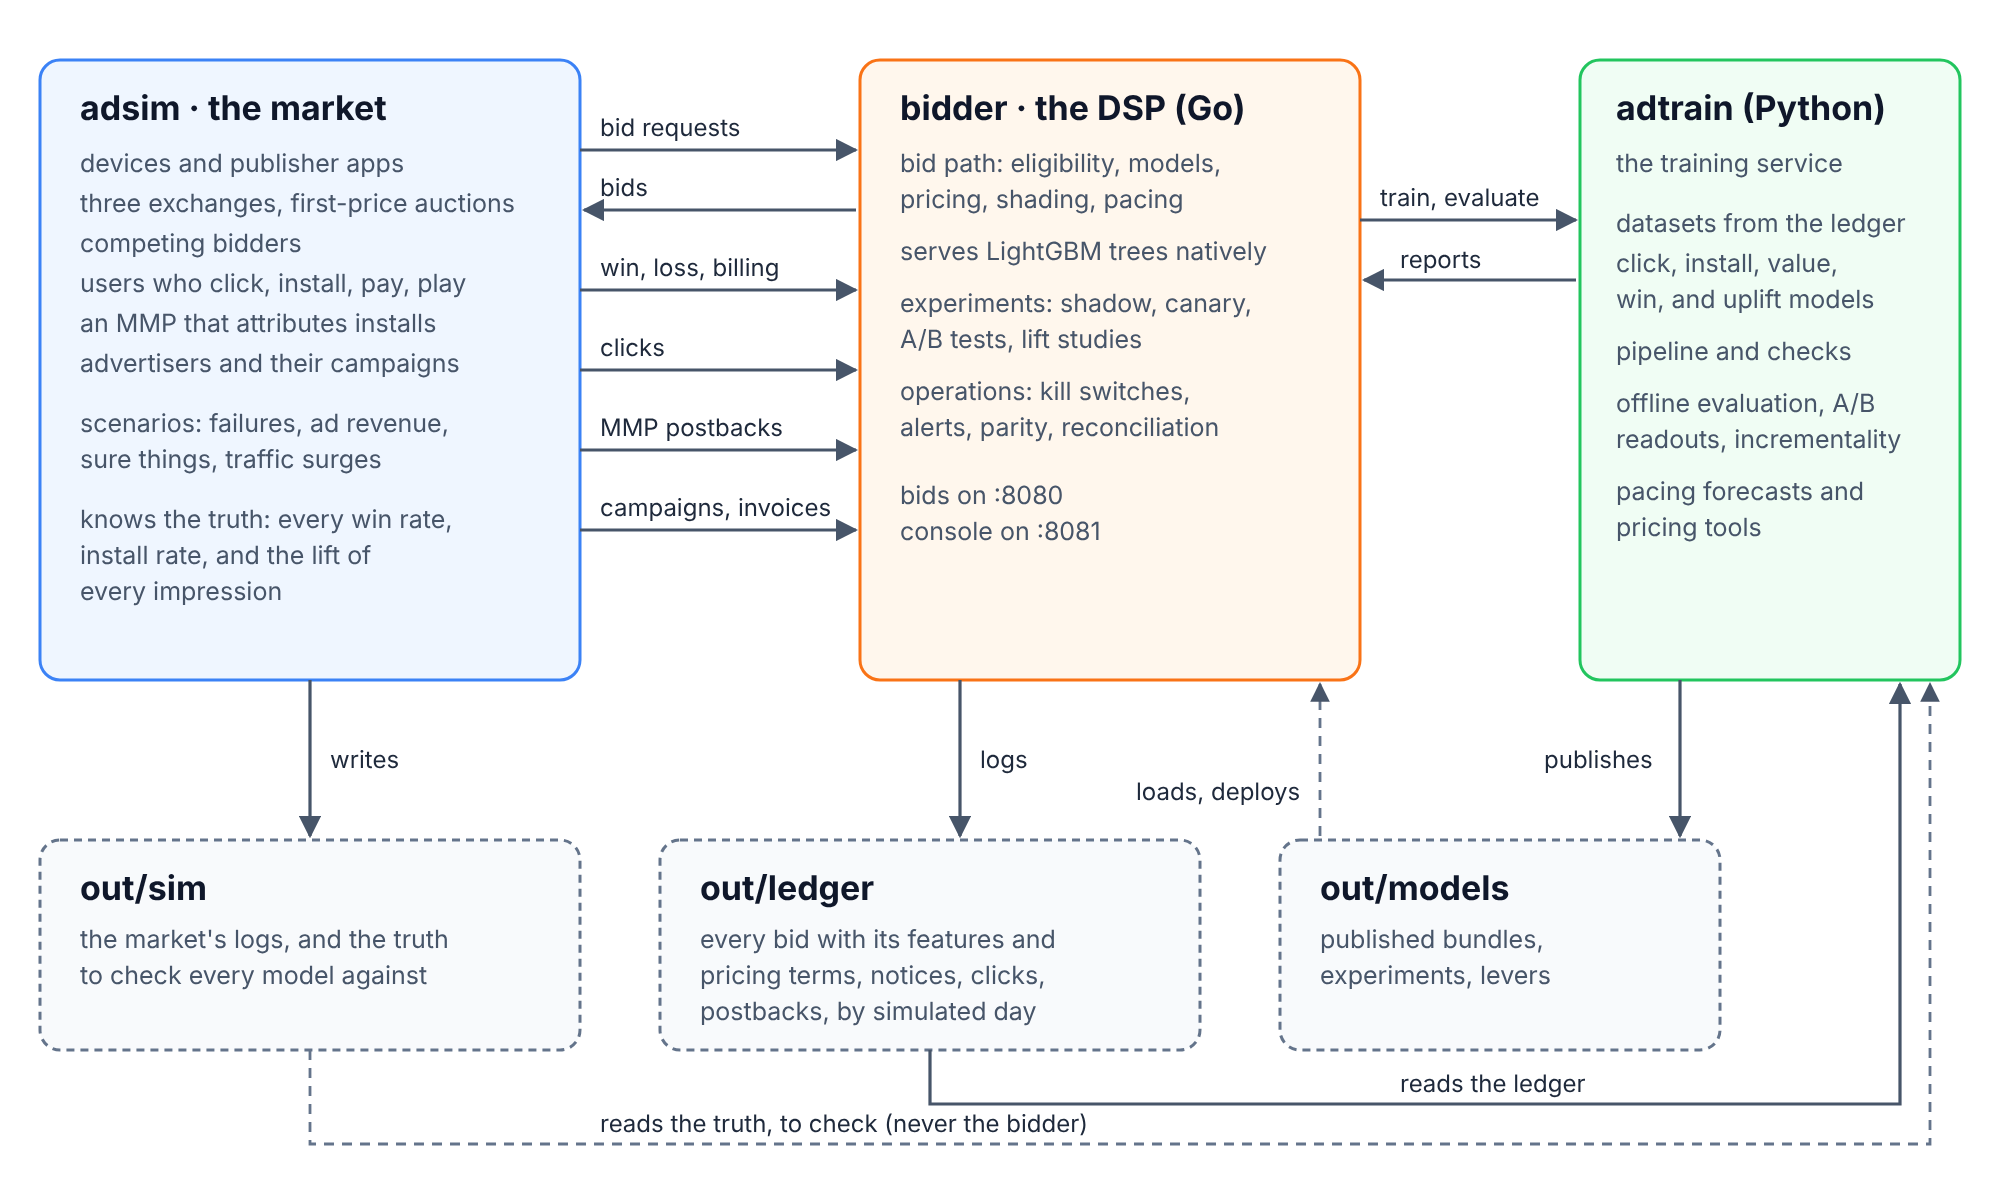 adsim · the market
devices and publisher apps
three exchanges, first-price auctions
competing bidders
users who click, install, pay, play
an MMP that attributes installs
advertisers and their campaigns
scenarios: failures, ad revenue,
sure things, traffic surges
knows the truth: every win rate,
install rate, and the lift of
every impression
bid requests
bids
win, loss, billing
clicks
MMP postbacks
campaigns, invoices
bidder · the DSP (Go)
bid path: eligibility, models,
pricing, shading, pacing
serves LightGBM trees natively
experiments: shadow, canary,
A/B tests, lift studies
operations: kill switches,
alerts, parity, reconciliation
bids on :8080
console on :8081
train, evaluate
reports
adtrain (Python)
the training service
datasets from the ledger
click, install, value,
win, and uplift models
pipeline and checks
offline evaluation, A/B
readouts, incrementality
pacing forecasts and
pricing tools
writes
logs
loads, deploys
publishes
out/sim
the market's logs, and the truth
to check every model against
out/ledger
every bid with its features and
pricing terms, notices, clicks,
postbacks, by simulated day
out/models
published bundles,
experiments, levers
reads the ledger
reads the truth, to check (never the bidder)